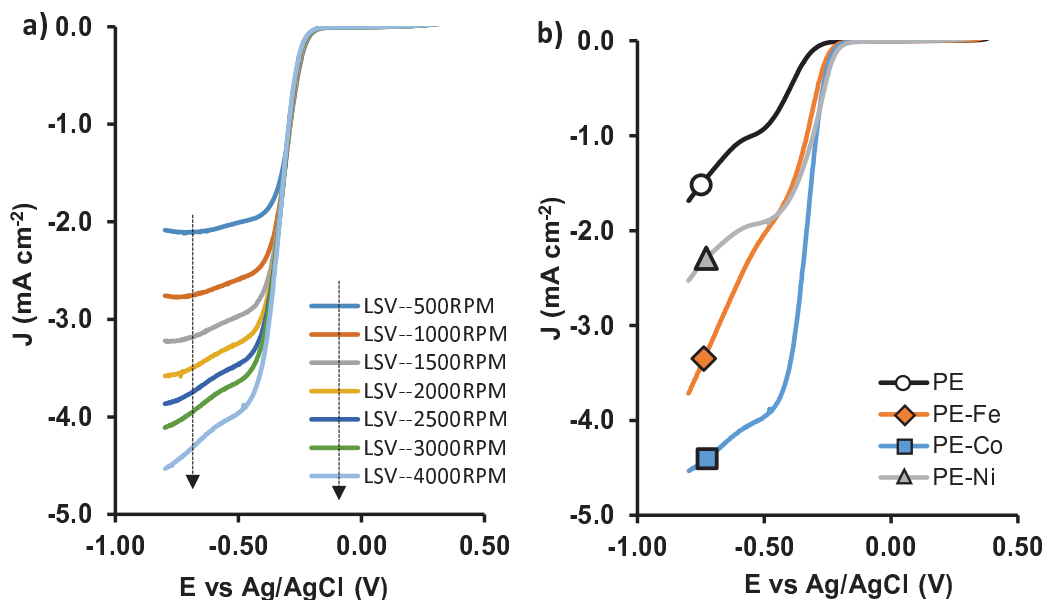 a)
0.0
-1.0
-2.0
-3.0
-4.0
-5.0
J (mA cm-2)
-1.00 -0.50 0.00 0.50
E vs Ag/AgCl (V)
LSV--500RPM
LSV--1000RPM
LSV--1500RPM
LSV--2000RPM
LSV--2500RPM
LSV--3000RPM
LSV--4000RPM
b)
0.0
-1.0
-2.0
-3.0
-4.0
-5.0
J (mA cm-2)
-1.00 -0.50 0.00 0.50
E vs Ag/AgCl (V)
PE
PE-Fe
PE-Co
PE-Ni